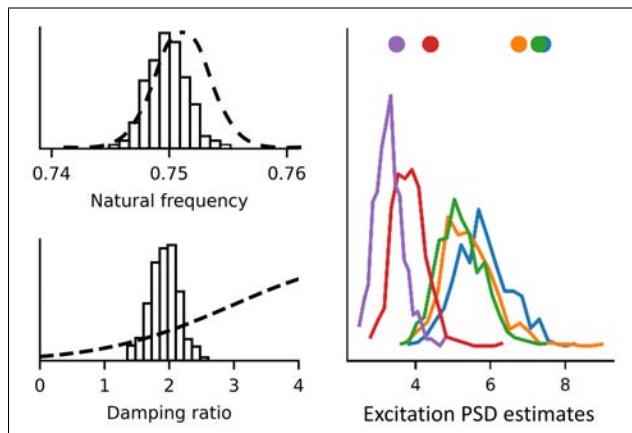 0.74 0.75 0.76
Natural frequency
0 1 2 3 4
Damping ratio
4 6 8
Excitation PSD estimates